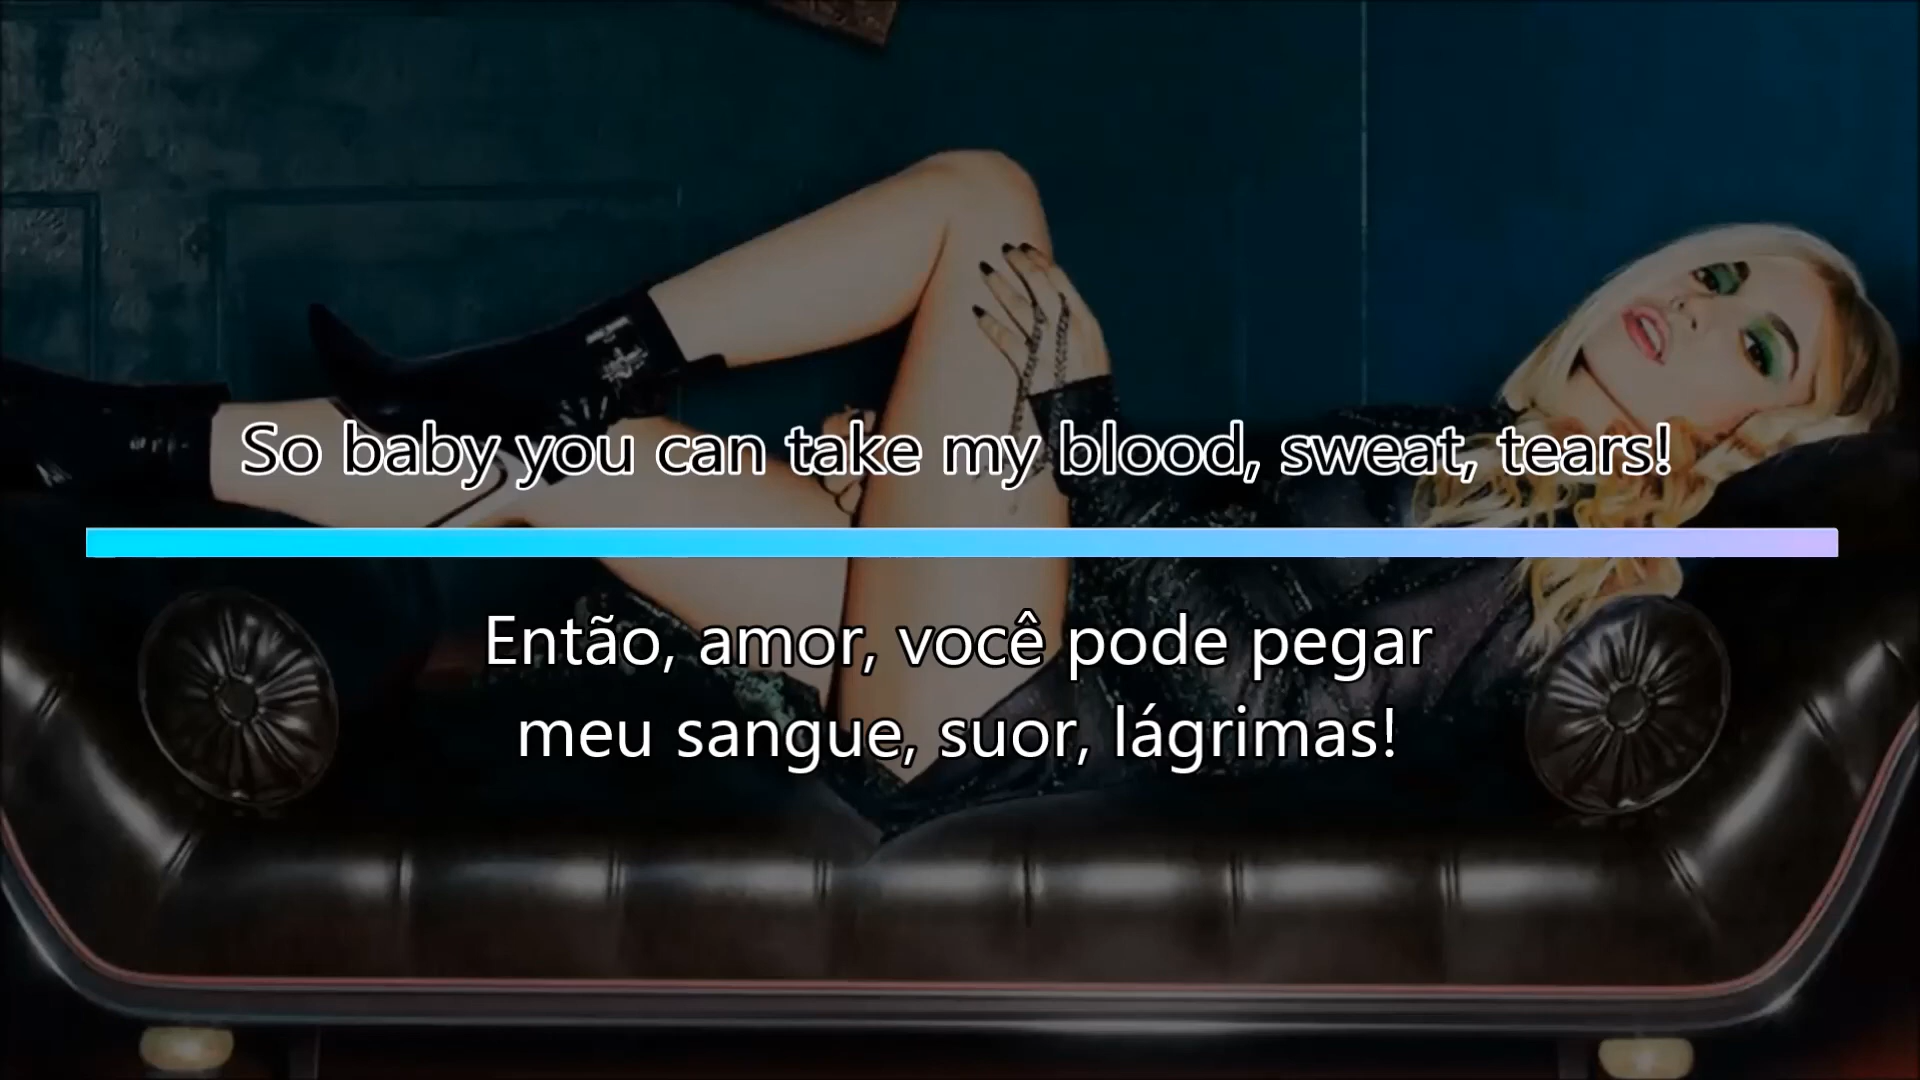 So baby you can take my blood, sweat, tears!
Então, amor, você pode pegar
meu sangue, suor, lágrimas!